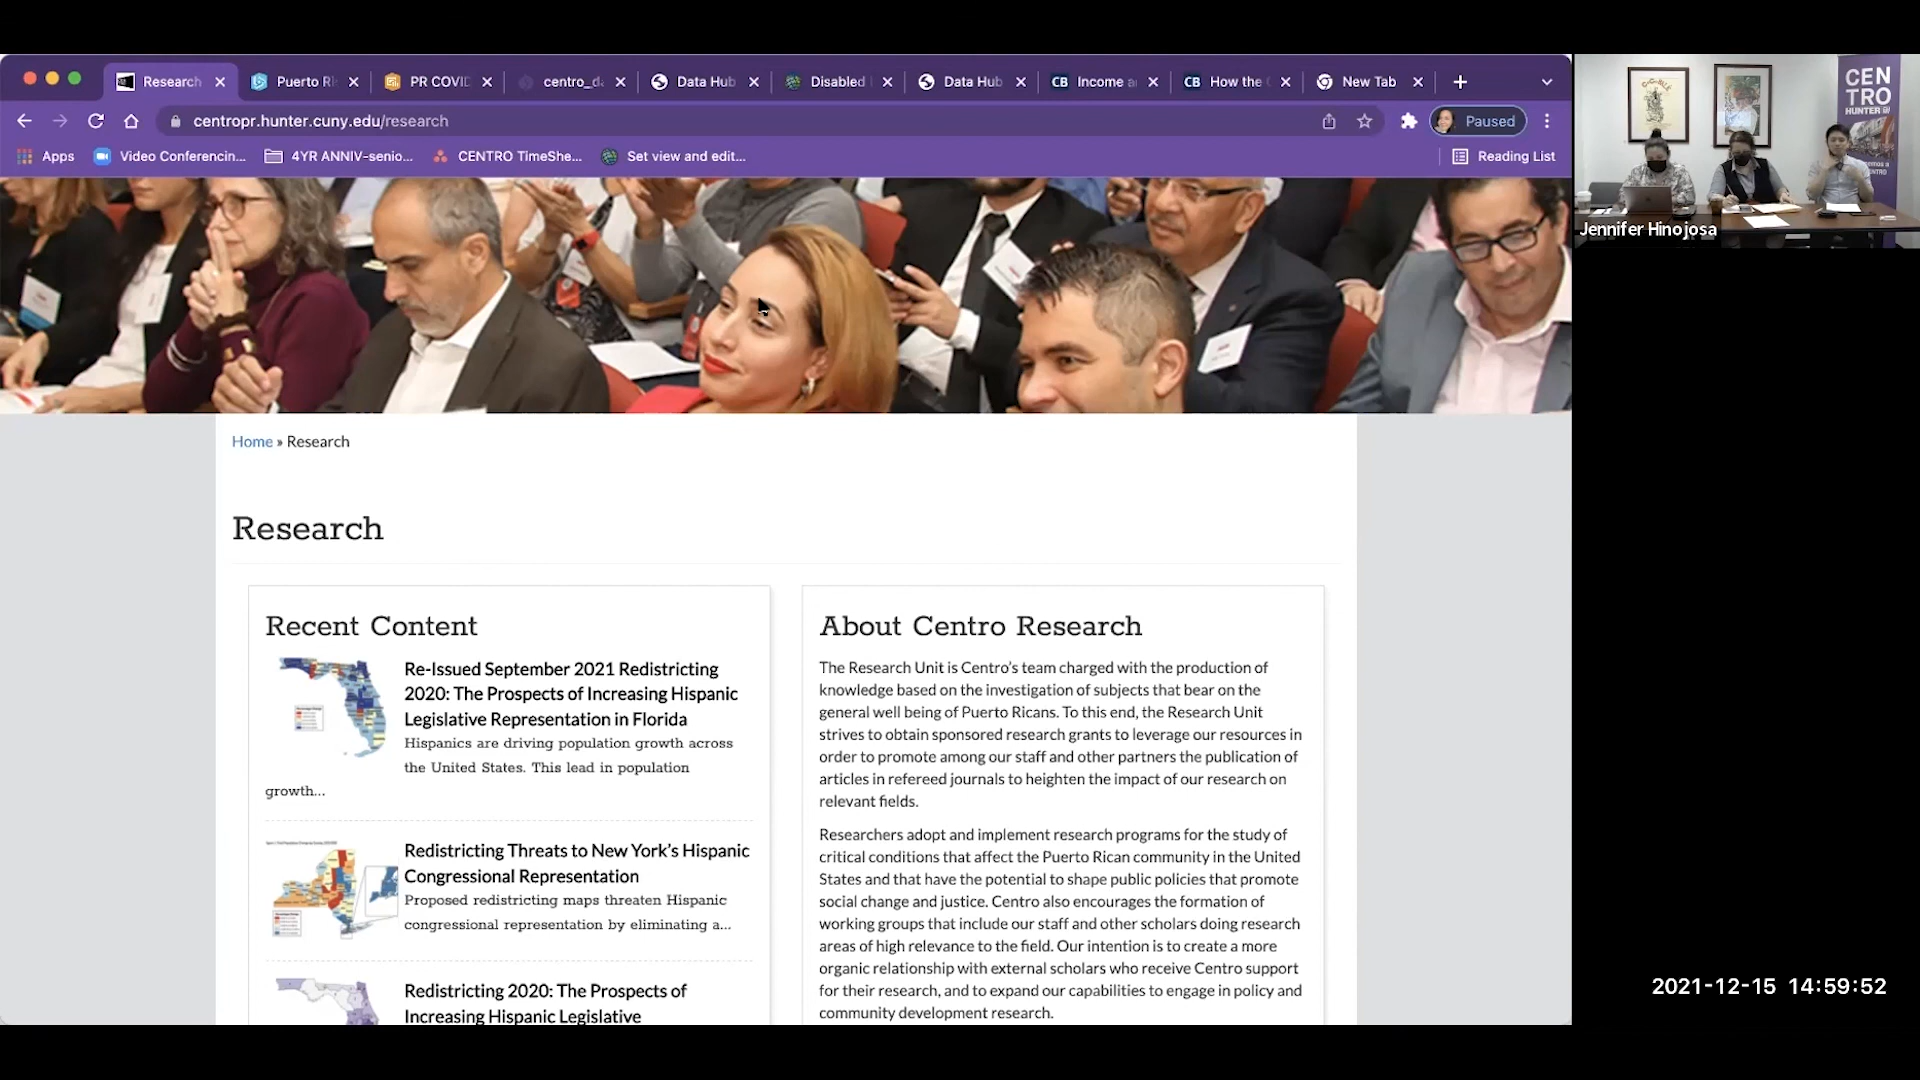 Research
Puerto Ri
PR COVID
centro_da
Data Hub
Disabled
Data Hub
CB
Income a
CB
How the
New Tab
centropr.hunter.cuny.edu/research
Paused
Apps
Video Conferencin...
4YR ANNIV-senio...
CENTRO TimeShe...
Set view and edit...
Reading List
CEN
TRO
HUNTER
Jennifer Hinojosa
Home » Research
Research
Recent Content
Re-Issued September 2021 Redistricting
2020: The Prospects of Increasing Hispanic
Legislative Representation in Florida
Hispanics are driving population growth across
the United States. This lead in population
growth...
Redistricting Threats to New York's Hispanic
Congressional Representation
Proposed redistricting maps threaten Hispanic
congressional representation by eliminating a...
Redistricting 2020: The Prospects of
Increasing Hispanic Legislative
About Centro Research
The Research Unit is Centro's team charged with the production of
knowledge based on the investigation of subjects that bear on the
general well being of Puerto Ricans. To this end, the Research Unit
strives to obtain sponsored research grants to leverage our resources in
order to promote among our staff and other partners the publication of
articles in refereed journals to heighten the impact of our research on
relevant fields.
Researchers adopt and implement research programs for the study of
critical conditions that affect the Puerto Rican community in the United
States and that have the potential to shape public policies that promote
social change and justice. Centro also encourages the formation of
working groups that include our staff and other scholars doing research
areas of high relevance to the field. Our intention is to create a more
organic relationship with external scholars who receive Centro support
for their research, and to expand our capabilities to engage in policy and
community development research.
2021-12-15 14:59:52